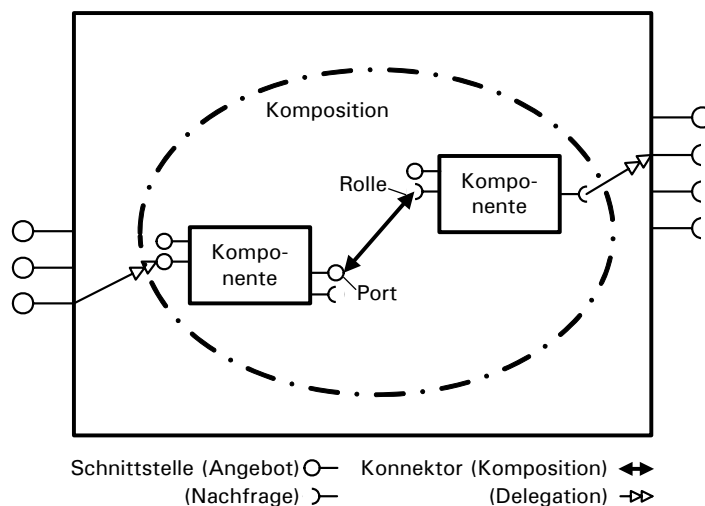 Komposition
Rolle
Kompo-
nente
Kompo-
nente
Port
Schnittstelle (Angebot)
Konnektor (Komposition)
(Nachfrage)
(Delegation)